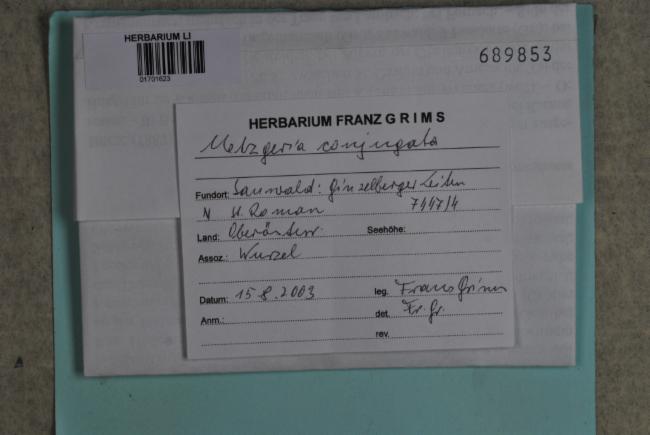 HERBARIUM LI
01701623
689853
HERBARIUM FRANZ GRIMS
Metzgeria conjugata
Fundort: Sauwald: Ginzelberger Leiten
N St. Roman 7447/4
Land: Oberösterr. Seehöhe:
Assoz.: Wurzel
Datum: 15.8.2003 leg. Franz Grims
Anm.: det. Fr. Gr.
rev.